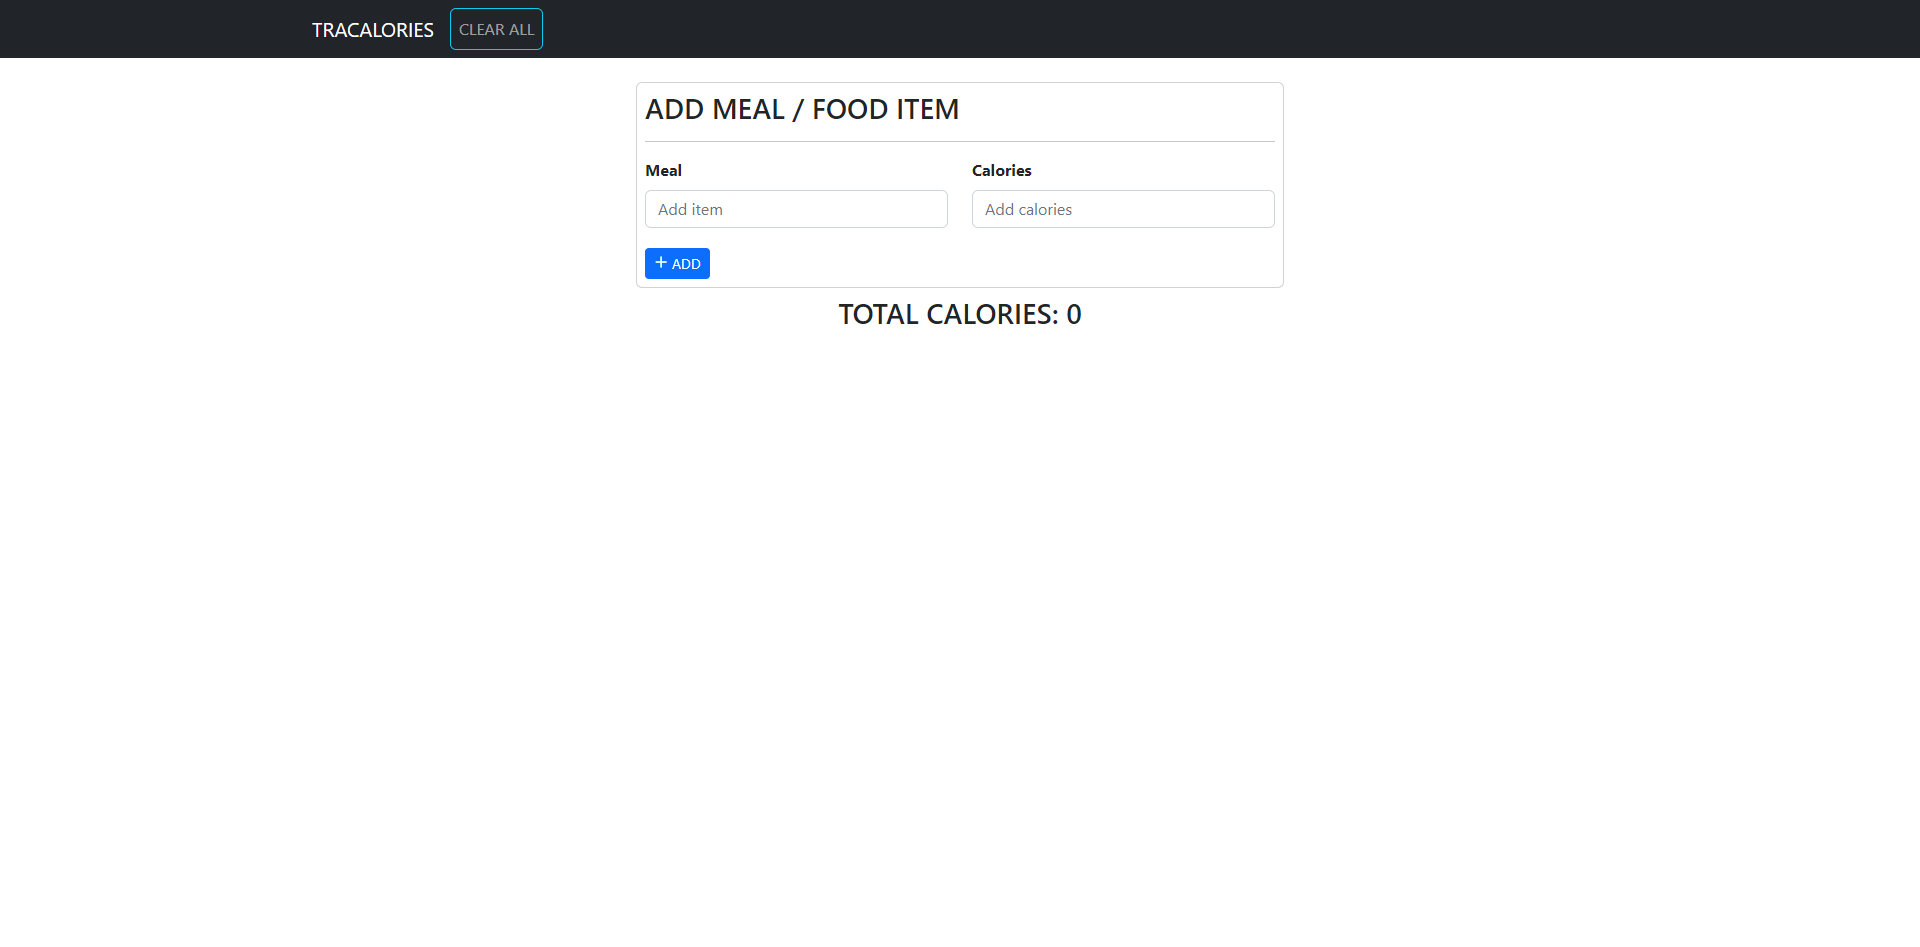 TRACALORIES CLEAR ALL
ADD MEAL / FOOD ITEM
Meal Calories
Add item Add calories
+ ADD
TOTAL CALORIES: 0